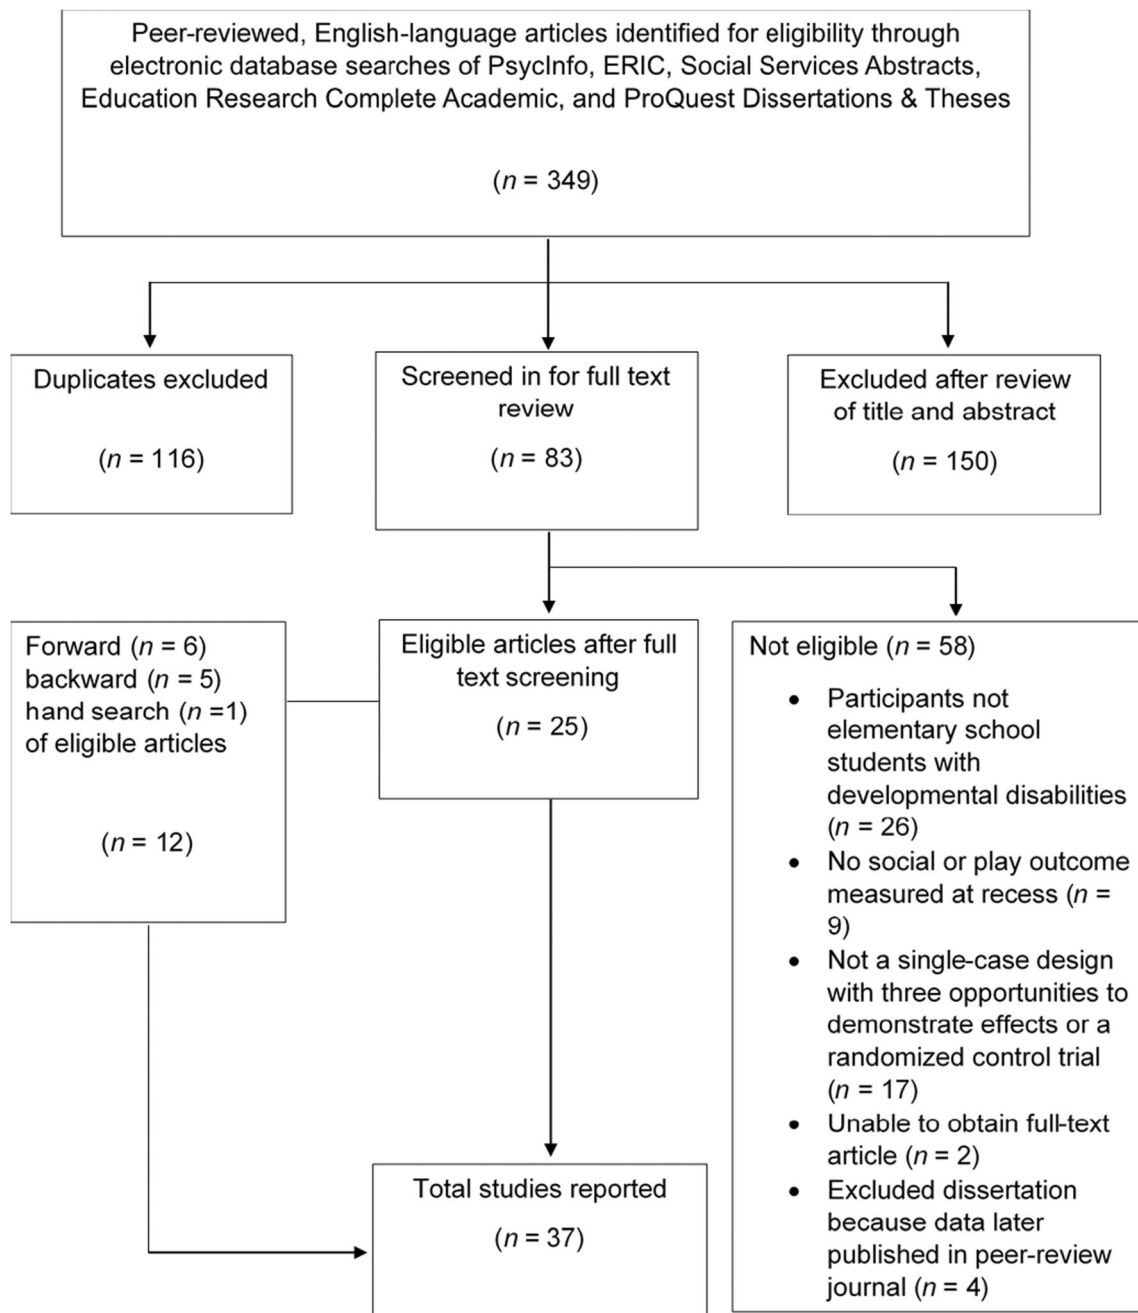 Peer-reviewed, English-language articles identified for eligibility through
electronic database searches of PsycInfo, ERIC, Social Services Abstracts,
Education Research Complete Academic, and ProQuest Dissertations & Theses
(n = 349)
Duplicates excluded
(n = 116)
Screened in for full text
review
(n = 83)
Excluded after review
of title and abstract
(n = 150)
Forward (n = 6)
backward (n = 5)
hand search (n =1)
of eligible articles
(n = 12)
Eligible articles after full
text screening
(n = 25)
Not eligible (n = 58)
• Participants not
elementary school
students with
developmental disabilities
(n = 26)
• No social or play outcome
measured at recess (n =
9)
• Not a single-case design
with three opportunities to
demonstrate effects or a
randomized control trial
(n = 17)
• Unable to obtain full-text
article (n = 2)
• Excluded dissertation
because data later
published in peer-review
journal (n = 4)
Total studies reported
(n = 37)